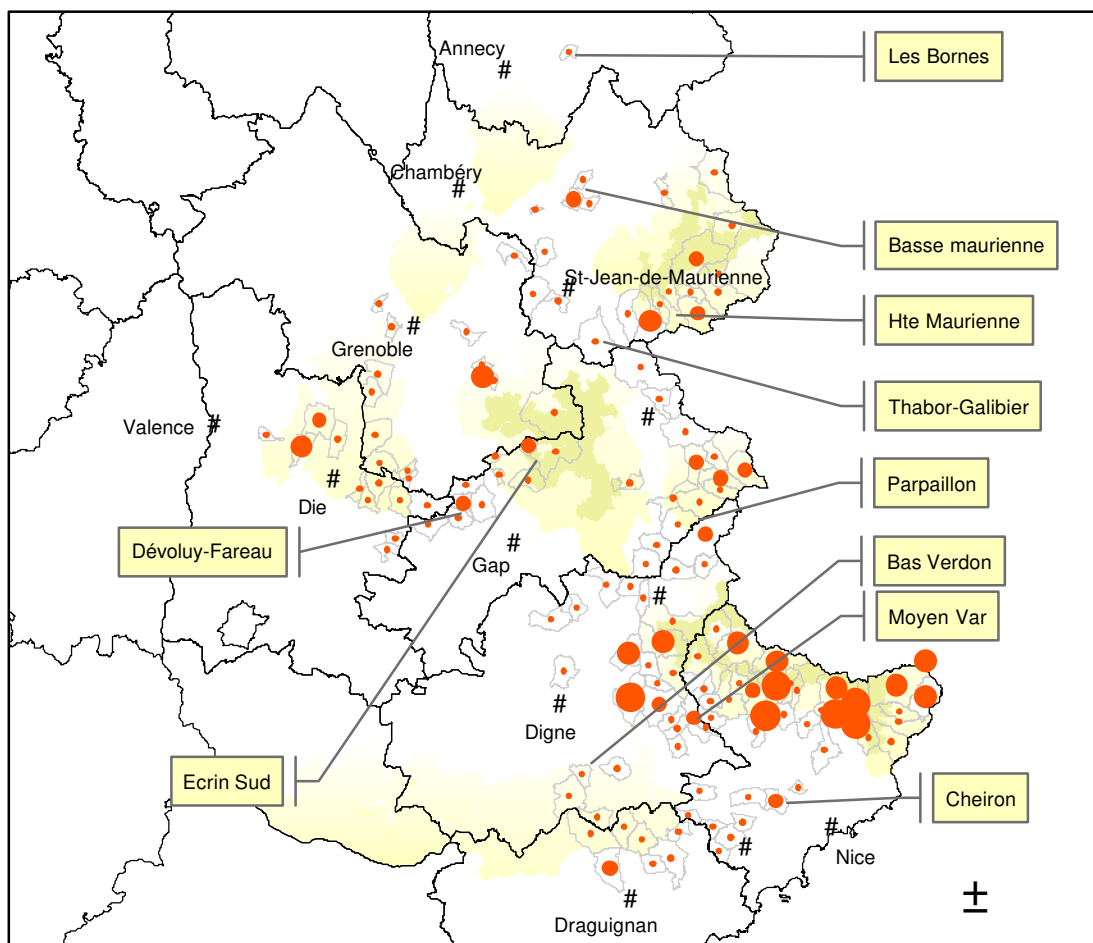 Annecy
#
Les Bornes
Chambéry
#
Basse maurienne
St-Jean-de-Maurienne
#
Hte Maurienne
#
Grenoble
Thabor-Galibier
Valence
#
#
#
Die
Parpaillon
Dévoluy-Fareau
#
Gap
Bas Verdon
#
Moyen Var
#
Digne
Ecrin Sud
Cheiron
#
Nice
#
#
Draguignan
±